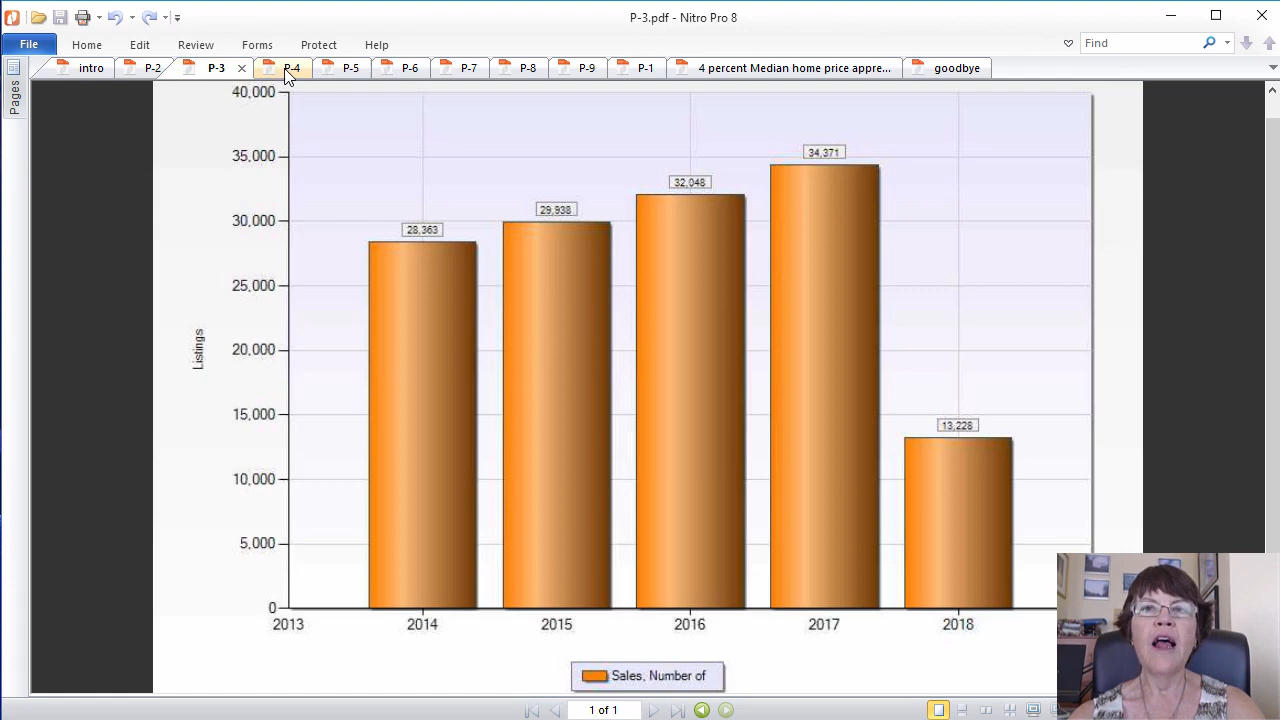 P-3.pdf - Nitro Pro 8
File Home Edit Review Forms Protect Help Find
intro P-2 P-3 P-4 P-5 P-6 P-7 P-8 P-9 P-1 4 percent Median home price appre... goodbye
Pages
40,000
35,000
30,000
25,000
20,000
15,000
10,000
5,000
0
Listings
28,363
29,938
32,048
34,371
13,228
2013 2014 2015 2016 2017 2018
Sales, Number of
1 of 1